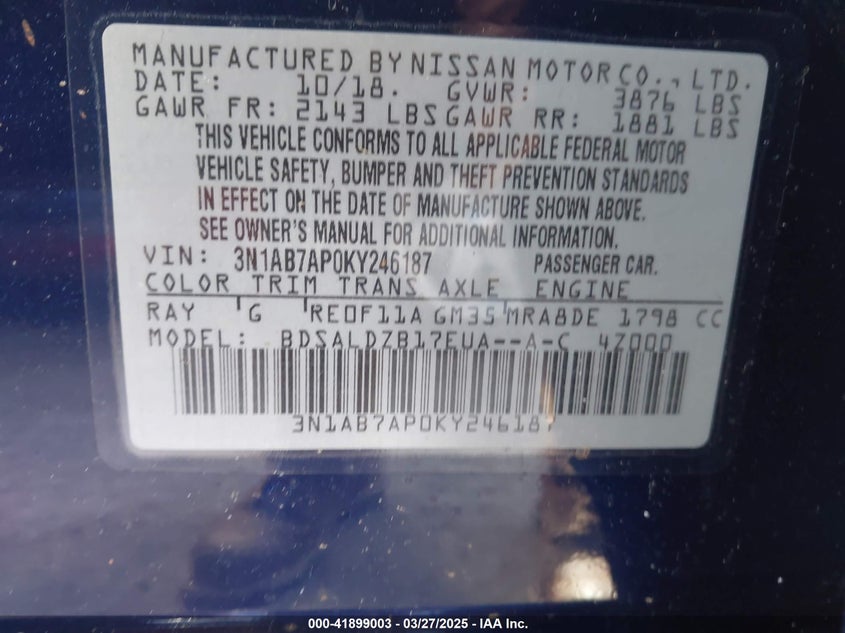 MANUFACTURED BY NISSAN MOTOR CO., LTD.
DATE: 10/18. GVWR: 3876 LBS
GAWR FR: 2143 LBS GAWR RR: 1881 LBS
THIS VEHICLE CONFORMS TO ALL APPLICABLE FEDERAL MOTOR
VEHICLE SAFETY, BUMPER AND THEFT PREVENTION STANDARDS
IN EFFECT ON THE DATE OF MANUFACTURE SHOWN ABOVE.
SEE OWNER'S MANUAL FOR ADDITIONAL INFORMATION.
VIN: 3N1AB7AP0KY246187 PASSENGER CAR.
COLOR TRIM TRANS AXLE ENGINE
RAY G RE0F11A GM35 MRA8DE 1798 CC
MODEL: BDSALDZB17EUA--A-C 4Z000
3N1AB7AP0KY246187
000-41899003 - 03/27/2025 - IAA Inc.